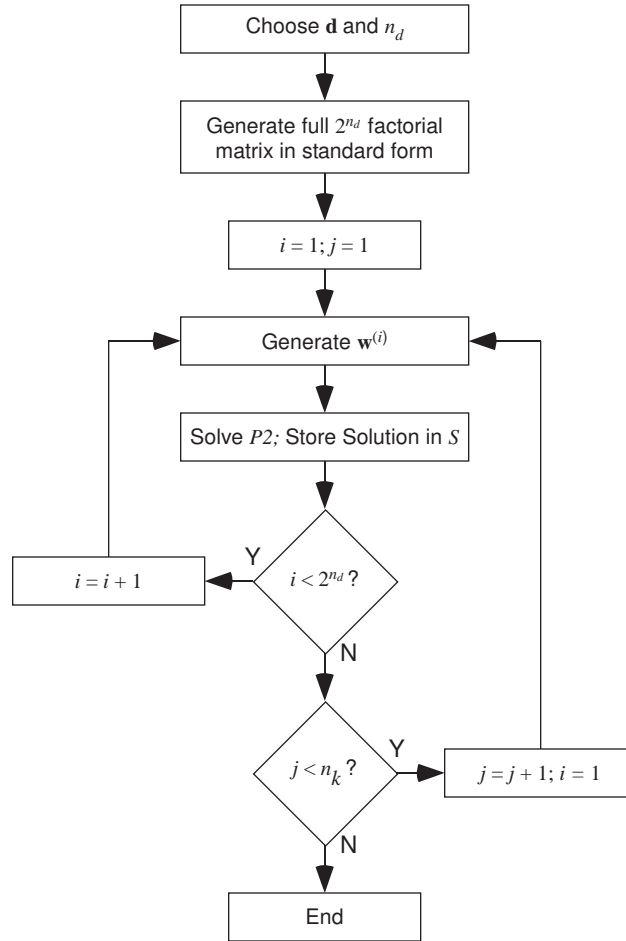 Choose d and n_d
Generate full 2^{n_d} factorial
matrix in standard form
i = 1; j = 1
Generate w^{(i)}
Solve P2; Store Solution in S
Y
i < 2^{n_d} ?
i = i + 1
N
j < n_k ?
Y
j = j + 1; i = 1
N
End